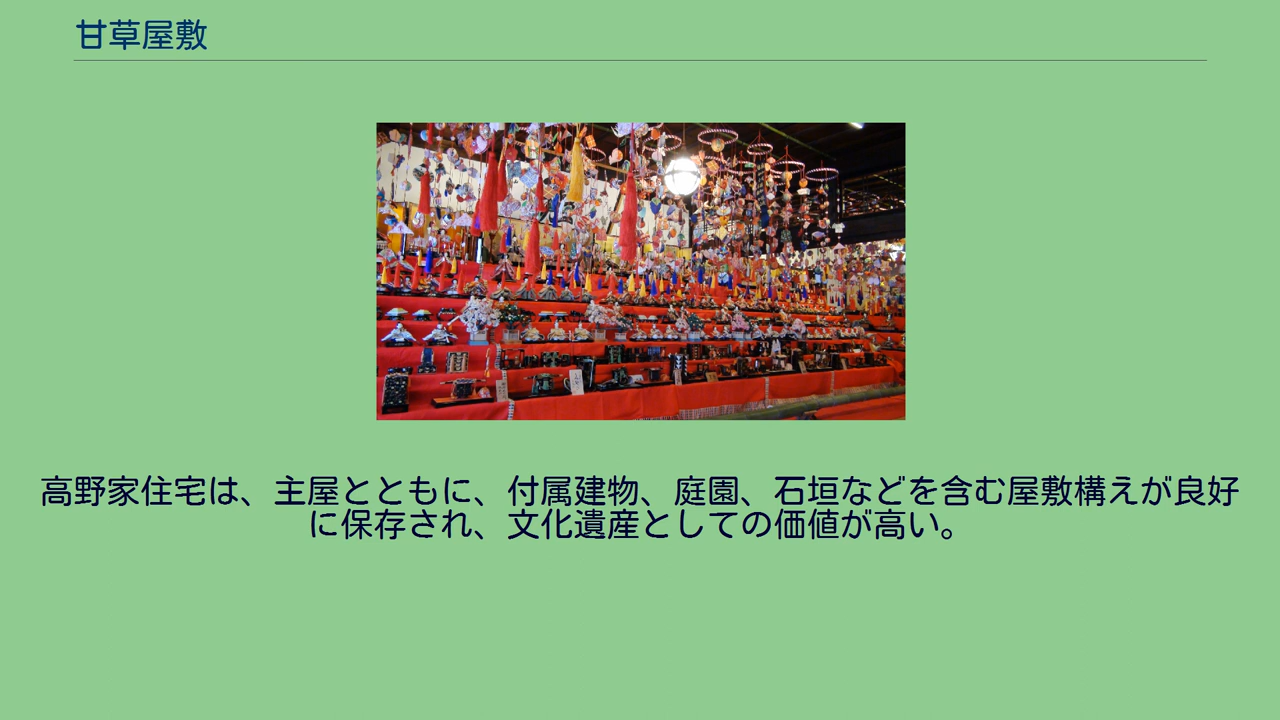 甘草屋敷
高野家住宅は、主屋とともに、付属建物、庭園、石垣などを含む屋敷構えが良好
に保存され、文化遺産としての価値が高い。